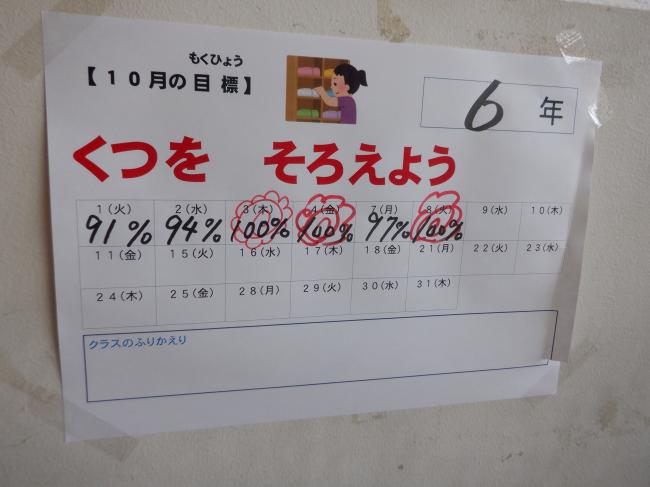 もくひょう
【10月の目標】
6年
くつを そろえよう
1(火) 2(水) 3(木) 4(金) 7(月) 8(火) 9(水) 10(木)
91% 94% 100% 100% 97% 100%
11(金) 15(火) 16(水) 17(木) 18(金) 21(月) 22(火) 23(水)
24(木) 25(金) 28(月) 29(火) 30(水) 31(木)
クラスのふりかえり